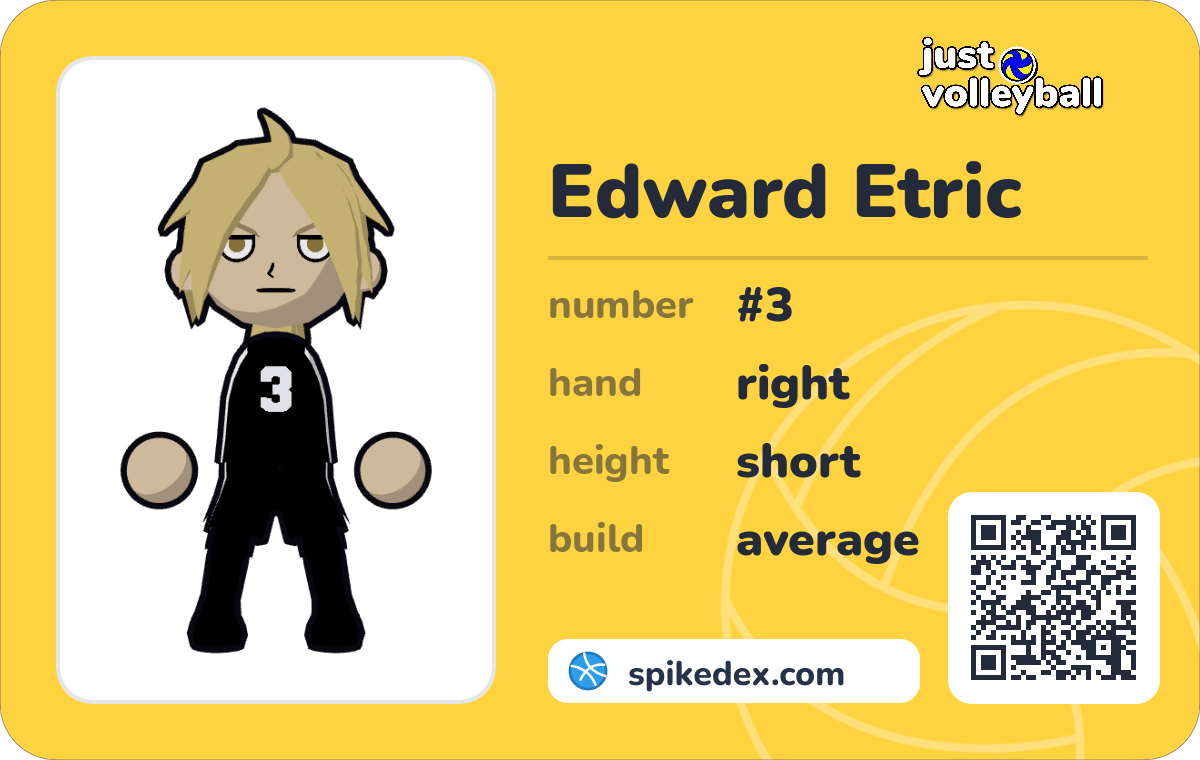 just
volleyball
Edward Etric
number #3
hand right
height short
build average
3
spikedex.com